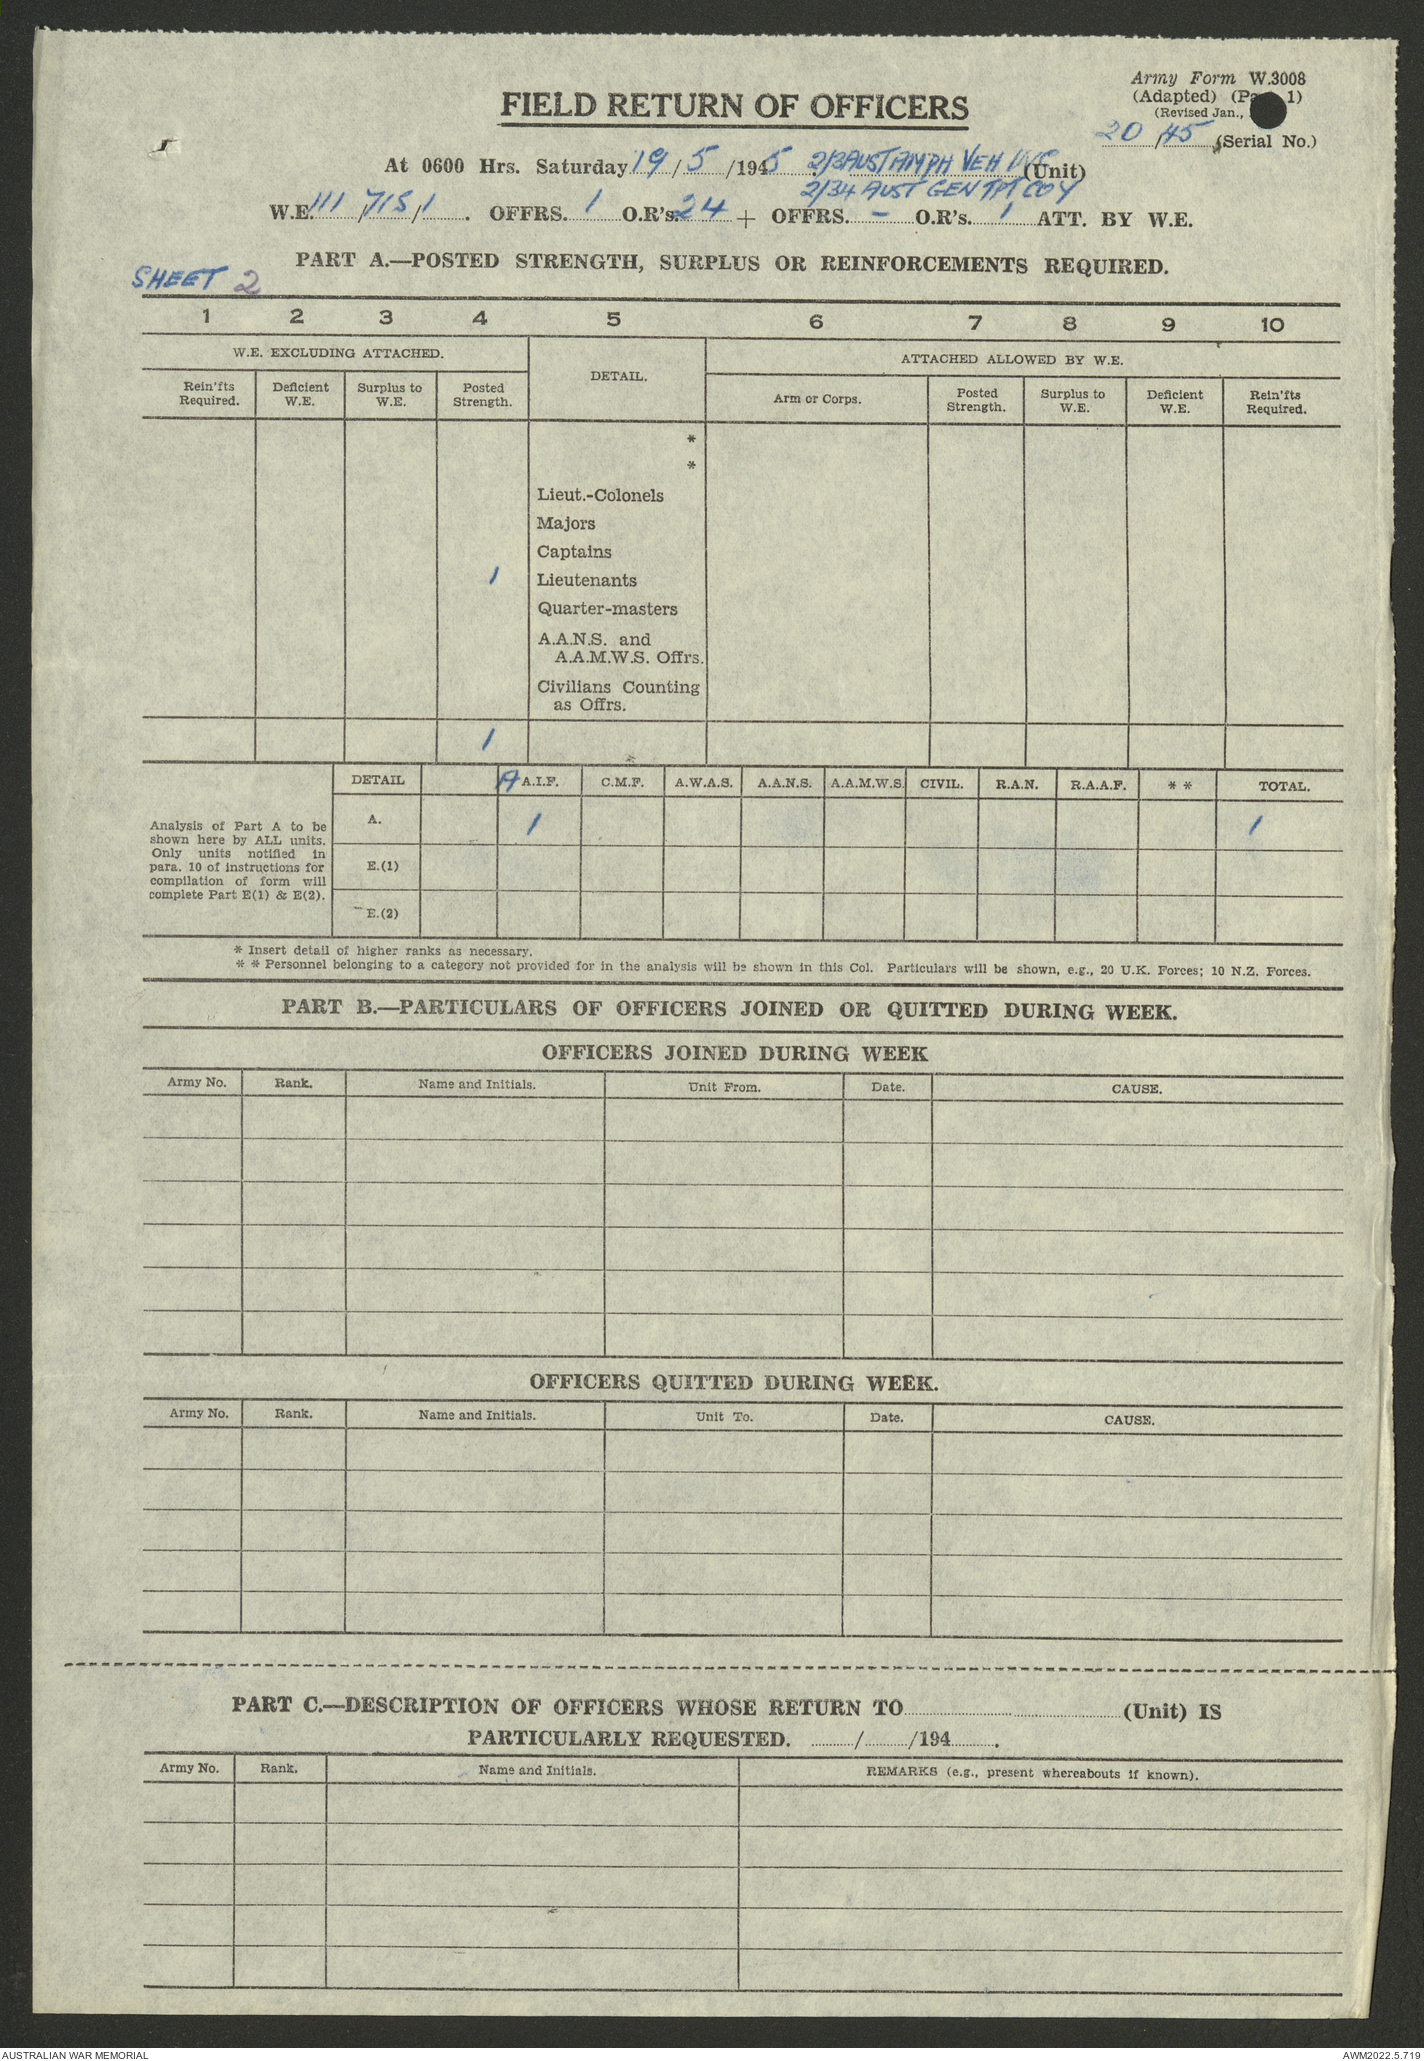 Army Form W.3008
(Adapted) (Pa 1)
(Revised Jan.,
20/45 (Serial No.)
FIELD RETURN OF OFFICERS
At 0600 Hrs. Saturday 19/5/1945 2/3 AUST AMPH VEH (Unit)
2/34 AUST GEN TPT COY
W.E. 111/71S/1. OFFRS. 1 O.R's. 24 + OFFRS. - O.R's. 1 ATT. BY W.E.
PART A.—POSTED STRENGTH, SURPLUS OR REINFORCEMENTS REQUIRED.
SHEET 2
1 2 3 4 5 6 7 8 9 10
W.E. EXCLUDING ATTACHED. DETAIL. ATTACHED ALLOWED BY W.E.
Rein'fts Required. Deficient W.E. Surplus to W.E. Posted Strength. Arm or Corps. Posted Strength. Surplus to W.E. Deficient W.E. Rein'fts Required.
*
*
Lieut.-Colonels
Majors
Captains
1 Lieutenants
Quarter-masters
A.A.N.S. and
A.A.M.W.S. Offrs.
Civilians Counting
as Offrs.
1
DETAIL A A.I.F. C.M.F. A.W.A.S. A.A.N.S. A.A.M.W.S. CIVIL. R.A.N. R.A.A.F. * * TOTAL.
Analysis of Part A to be
shown here by ALL units.
Only units notified in
para. 10 of instructions for
compilation of form will
complete Part E(1) & E(2).
A. 1 1
E.(1)
E.(2)
* Insert detail of higher ranks as necessary.
* * Personnel belonging to a category not provided for in the analysis will be shown in this Col. Particulars will be shown, e.g., 20 U.K. Forces; 10 N.Z. Forces.
PART B.—PARTICULARS OF OFFICERS JOINED OR QUITTED DURING WEEK.
OFFICERS JOINED DURING WEEK
Army No. Rank. Name and Initials. Unit From. Date. CAUSE.
OFFICERS QUITTED DURING WEEK.
Army No. Rank. Name and Initials. Unit To. Date. CAUSE.
PART C.—DESCRIPTION OF OFFICERS WHOSE RETURN TO (Unit) IS
PARTICULARLY REQUESTED. / /194 .
Army No. Rank. Name and Initials. REMARKS (e.g., present whereabouts if known).
AUSTRALIAN WAR MEMORIAL AWM2022.5.719